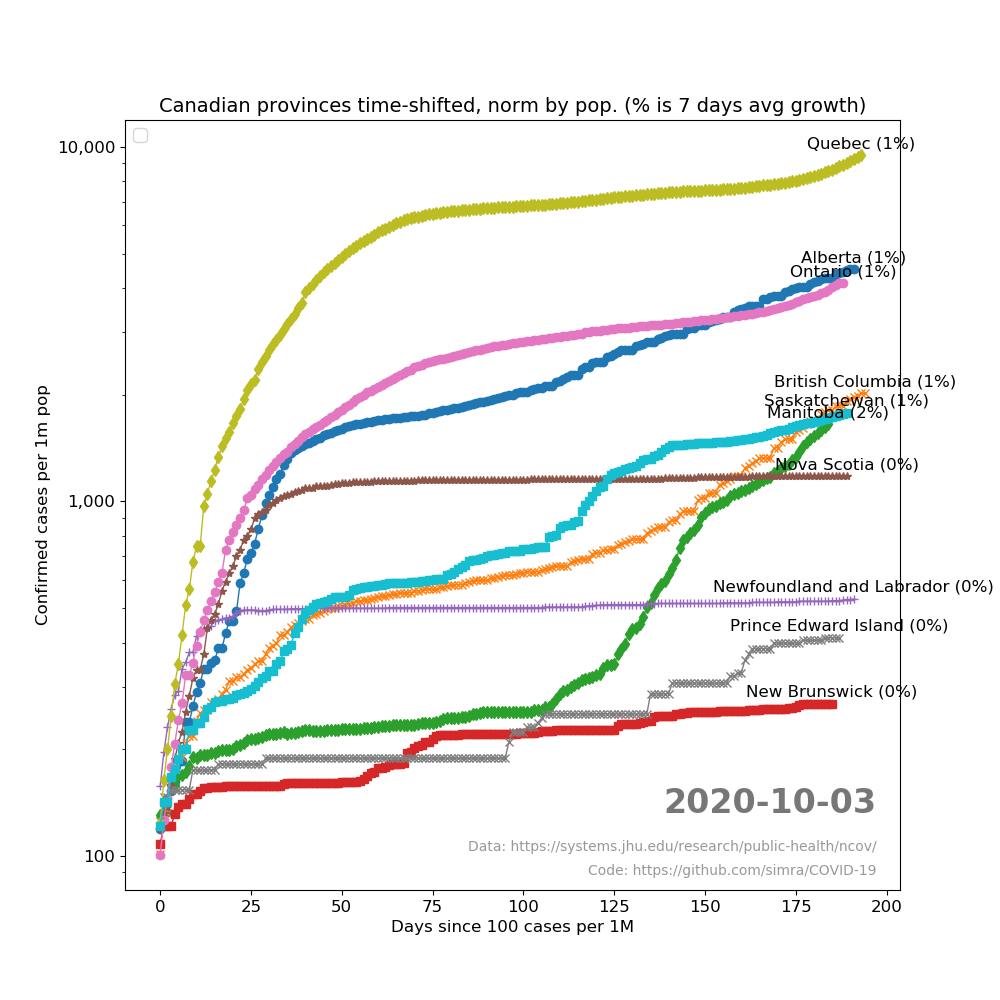 Canadian provinces time-shifted, norm by pop. (% is 7 days avg growth)
10,000
1,000
100
Confirmed cases per 1m pop
Quebec (1%)
Alberta (1%)
Ontario (1%)
British Columbia (1%)
Saskatchewan (1%)
Manitoba (2%)
Nova Scotia (0%)
Newfoundland and Labrador (0%)
Prince Edward Island (0%)
New Brunswick (0%)
2020-10-03
Data: https://systems.jhu.edu/research/public-health/ncov/
Code: https://github.com/simra/COVID-19
0 25 50 75 100 125 150 175 200
Days since 100 cases per 1M